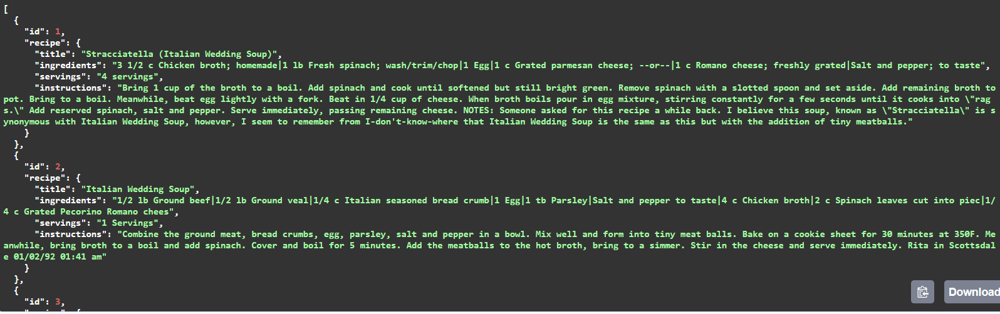 [
  {
    "id": 1,
    "recipe": {
      "title": "Stracciatella (Italian Wedding Soup)",
      "ingredients": "3 1/2 c Chicken broth; homemade|1 lb Fresh spinach; wash/trim/chop|1 Egg|1 c Grated parmesan cheese; --or--|1 c Romano cheese; freshly grated|Salt and pepper; to taste",
      "servings": "4 servings",
      "instructions": "Bring 1 cup of the broth to a boil. Add spinach and cook until softened but still bright green. Remove spinach with a slotted spoon and set aside. Add remaining broth to
pot. Bring to a boil. Meanwhile, beat egg lightly with a fork. Beat in 1/4 cup of cheese. When broth boils pour in egg mixture, stirring constantly for a few seconds until it cooks into \"rag
s.\" Add reserved spinach, salt and pepper. Serve immediately, passing remaining cheese. NOTES: Someone asked for this recipe a while back. I believe this soup, known as \"Stracciatella\" is s
ynonymous with Italian Wedding Soup, however, I seem to remember from I-don't-know-where that Italian Wedding Soup is the same as this but with the addition of tiny meatballs."
    }
  },
  {
    "id": 2,
    "recipe": {
      "title": "Italian Wedding Soup",
      "ingredients": "1/2 lb Ground beef|1/2 lb Ground veal|1/4 c Italian seasoned bread crumb|1 Egg|1 tb Parsley|Salt and pepper to taste|4 c Chicken broth|2 c Spinach leaves cut into piec|1/
4 c Grated Pecorino Romano chees",
      "servings": "1 Servings",
      "instructions": "Combine the ground meat, bread crumbs, egg, parsley, salt and pepper in a bowl. Mix well and form into tiny meat balls. Bake on a cookie sheet for 30 minutes at 350F. Me
anwhile, bring broth to a boil and add spinach. Cover and boil for 5 minutes. Add the meatballs to the hot broth, bring to a simmer. Stir in the cheese and serve immediately. Rita in Scottsdal
e 01/02/92 01:41 am"
    }
  },
  {
    "id": 3,
Download